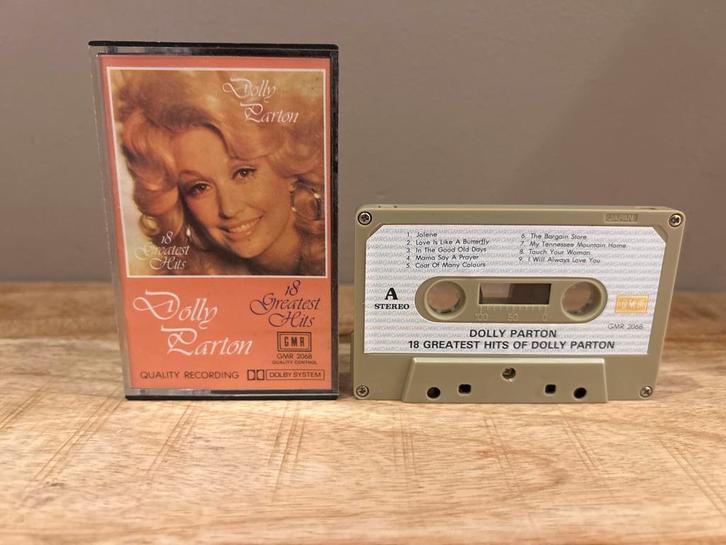 Dolly
Parton
18
Greatest
Hits
18
Greatest
Hits
Dolly
Parton
GMR
GMR 2068
QUALITY CONTROL
QUALITY RECORDING DOLBY SYSTEM
JAPAN
1. Jolene
2. Love Is Like A Butterfly
3. In The Good Old Days
4. Mama Say A Prayer
5. Coar Of Many Colours
6. The Bargain Store
7. My Tennessee Mountain Home
8. Touch Your Woman
9. I Will Always Love You
A
STEREO
100 50 0
GMR
GMR 2068
DOLLY PARTON
18 GREATEST HITS OF DOLLY PARTON